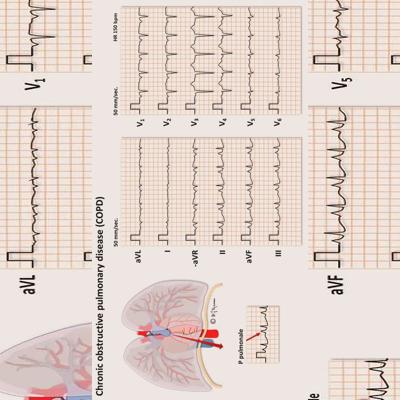 Chronic obstructive pulmonary disease (COPD)
50 mm/sec.
aVL
I
-aVR
II
aVF
III
50 mm/sec.
HR 150 bpm
V1
V2
V3
V4
V5
V6
P pulmonale
aVL
V1
aVF
V5